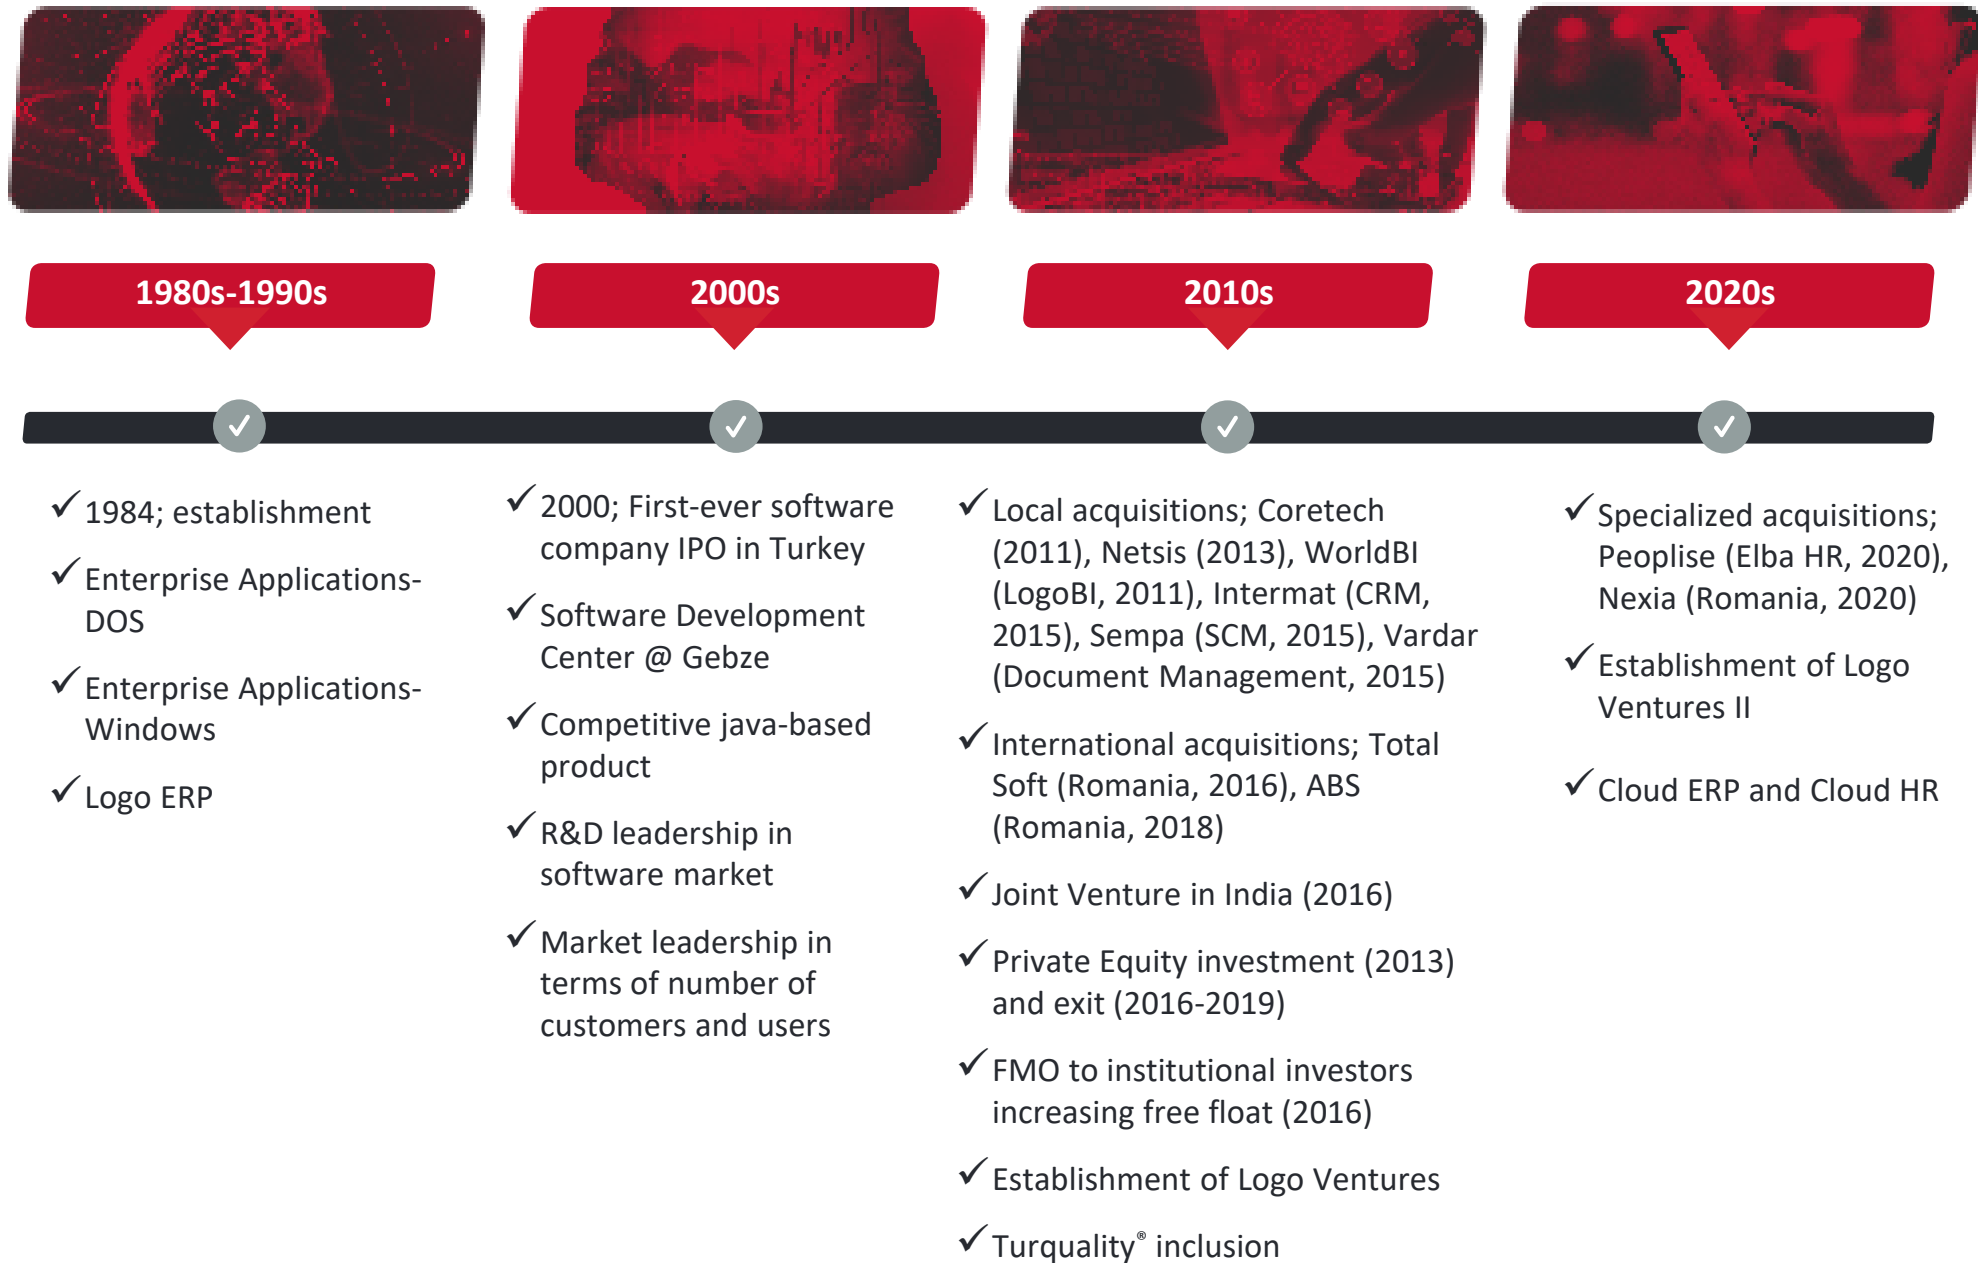 1980s-1990s
1984; establishment
Enterprise Applications-
DOS
Enterprise Applications-
Windows
Logo ERP
2000s
2000; First-ever software
company IPO in Turkey
Software Development
Center @ Gebze
Competitive java-based
product
R&D leadership in
software market
Market leadership in
terms of number of
customers and users
2010s
Local acquisitions; Coretech
(2011), Netsis (2013), WorldBI
(LogoBI, 2011), Intermat (CRM,
2015), Sempa (SCM, 2015), Vardar
(Document Management, 2015)
International acquisitions; Total
Soft (Romania, 2016), ABS
(Romania, 2018)
Joint Venture in India (2016)
Private Equity investment (2013)
and exit (2016-2019)
FMO to institutional investors
increasing free float (2016)
Establishment of Logo Ventures
Turquality® inclusion
2020s
Specialized acquisitions;
Peoplise (Elba HR, 2020),
Nexia (Romania, 2020)
Establishment of Logo
Ventures II
Cloud ERP and Cloud HR